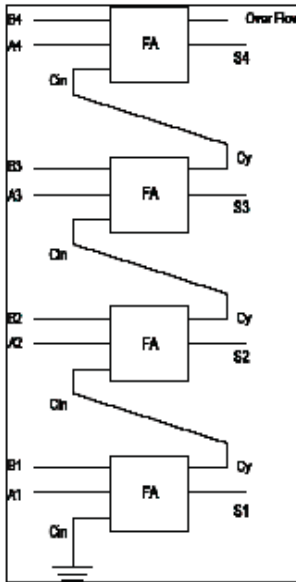 B4 Over Flow
A4 FA S4
Cin
Cy
B3
A3 FA S3
Cin
Cy
B2
A2 FA S2
Cin
Cy
B1
A1 FA S1
Cin